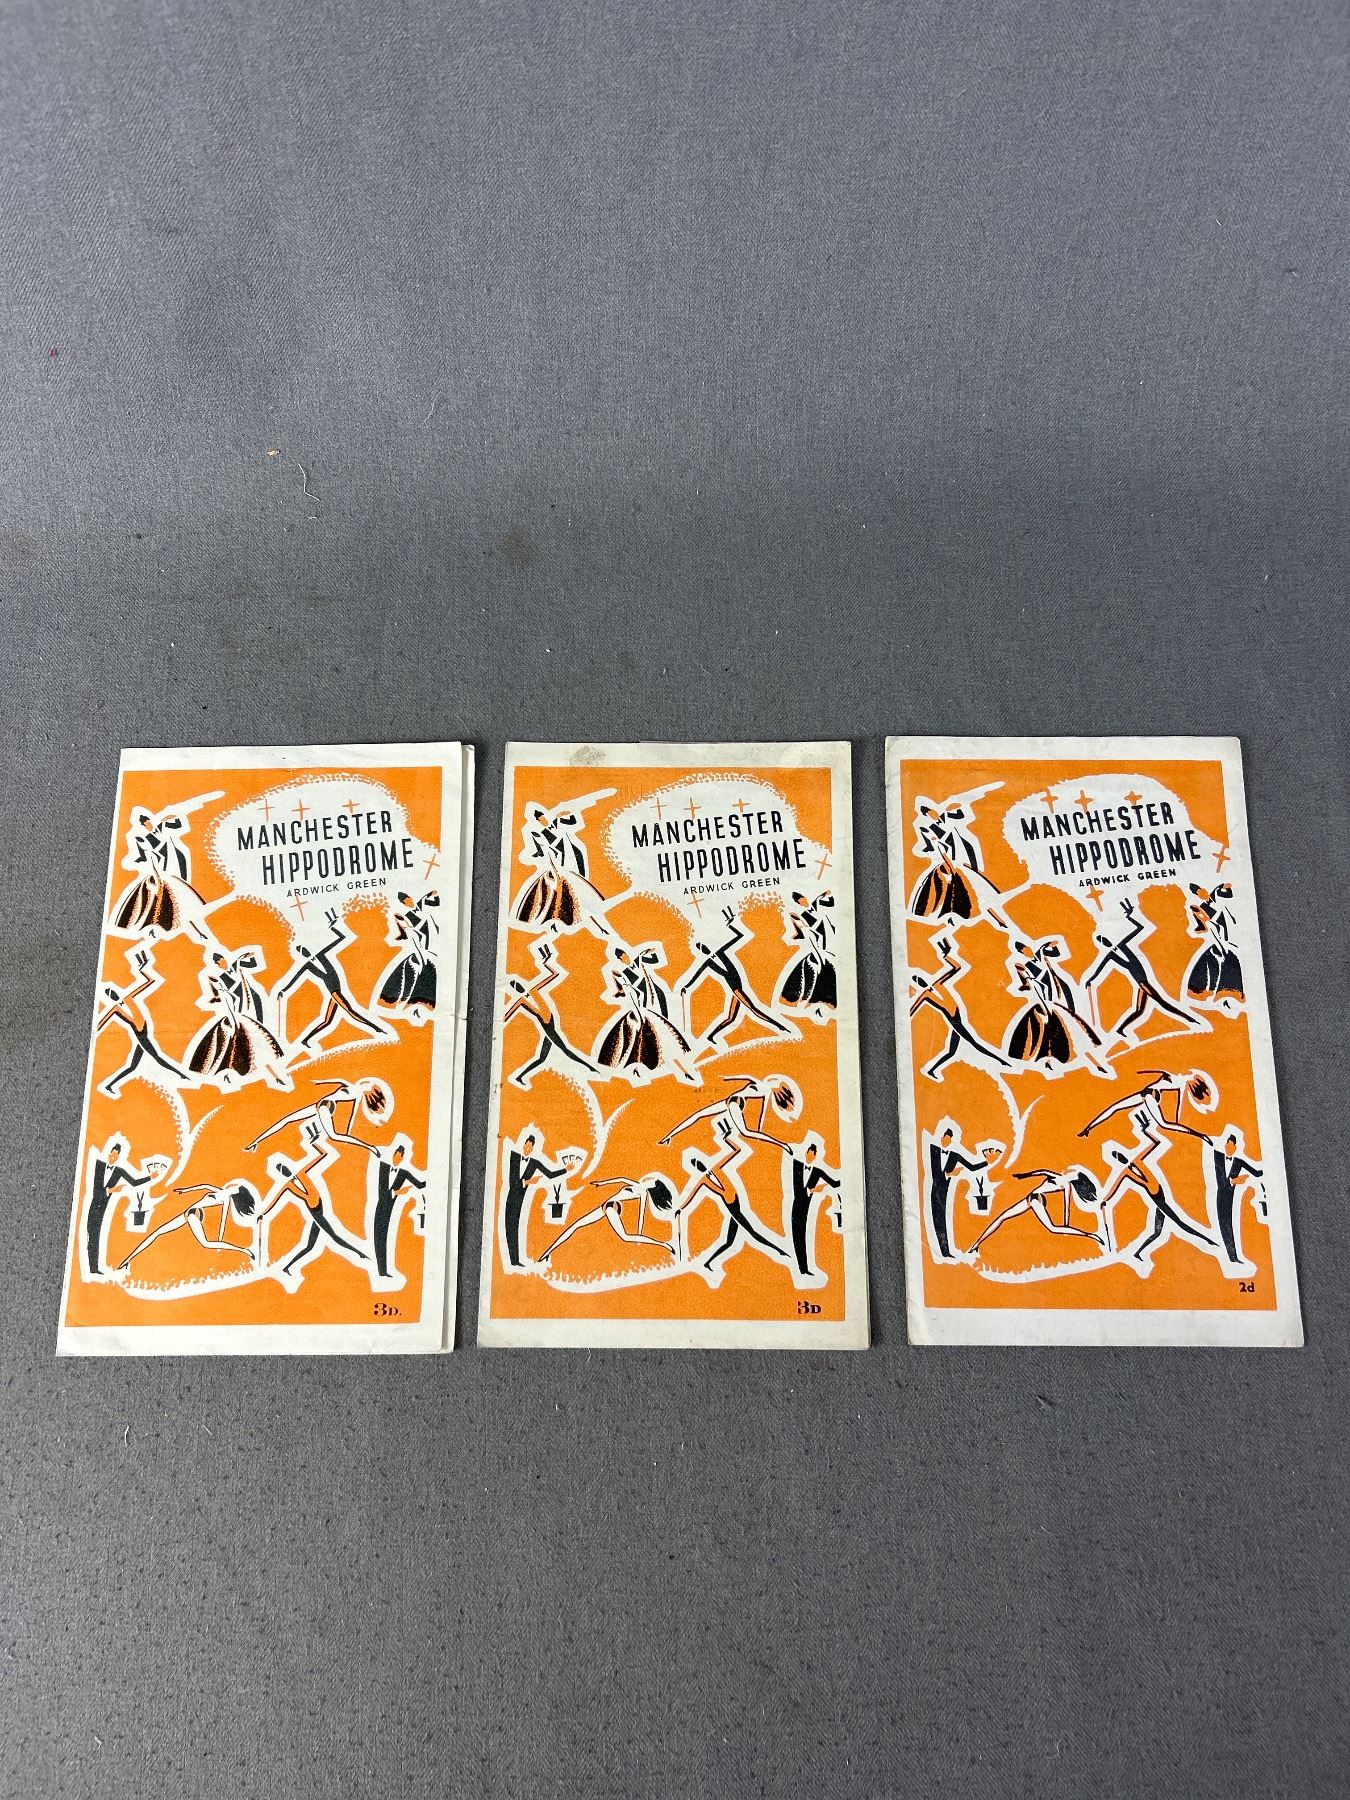 MANCHESTER
HIPPODROME
ARDWICK GREEN
3D.
MANCHESTER
HIPPODROME
ARDWICK GREEN
3D
MANCHESTER
HIPPODROME
ARDWICK GREEN
2d